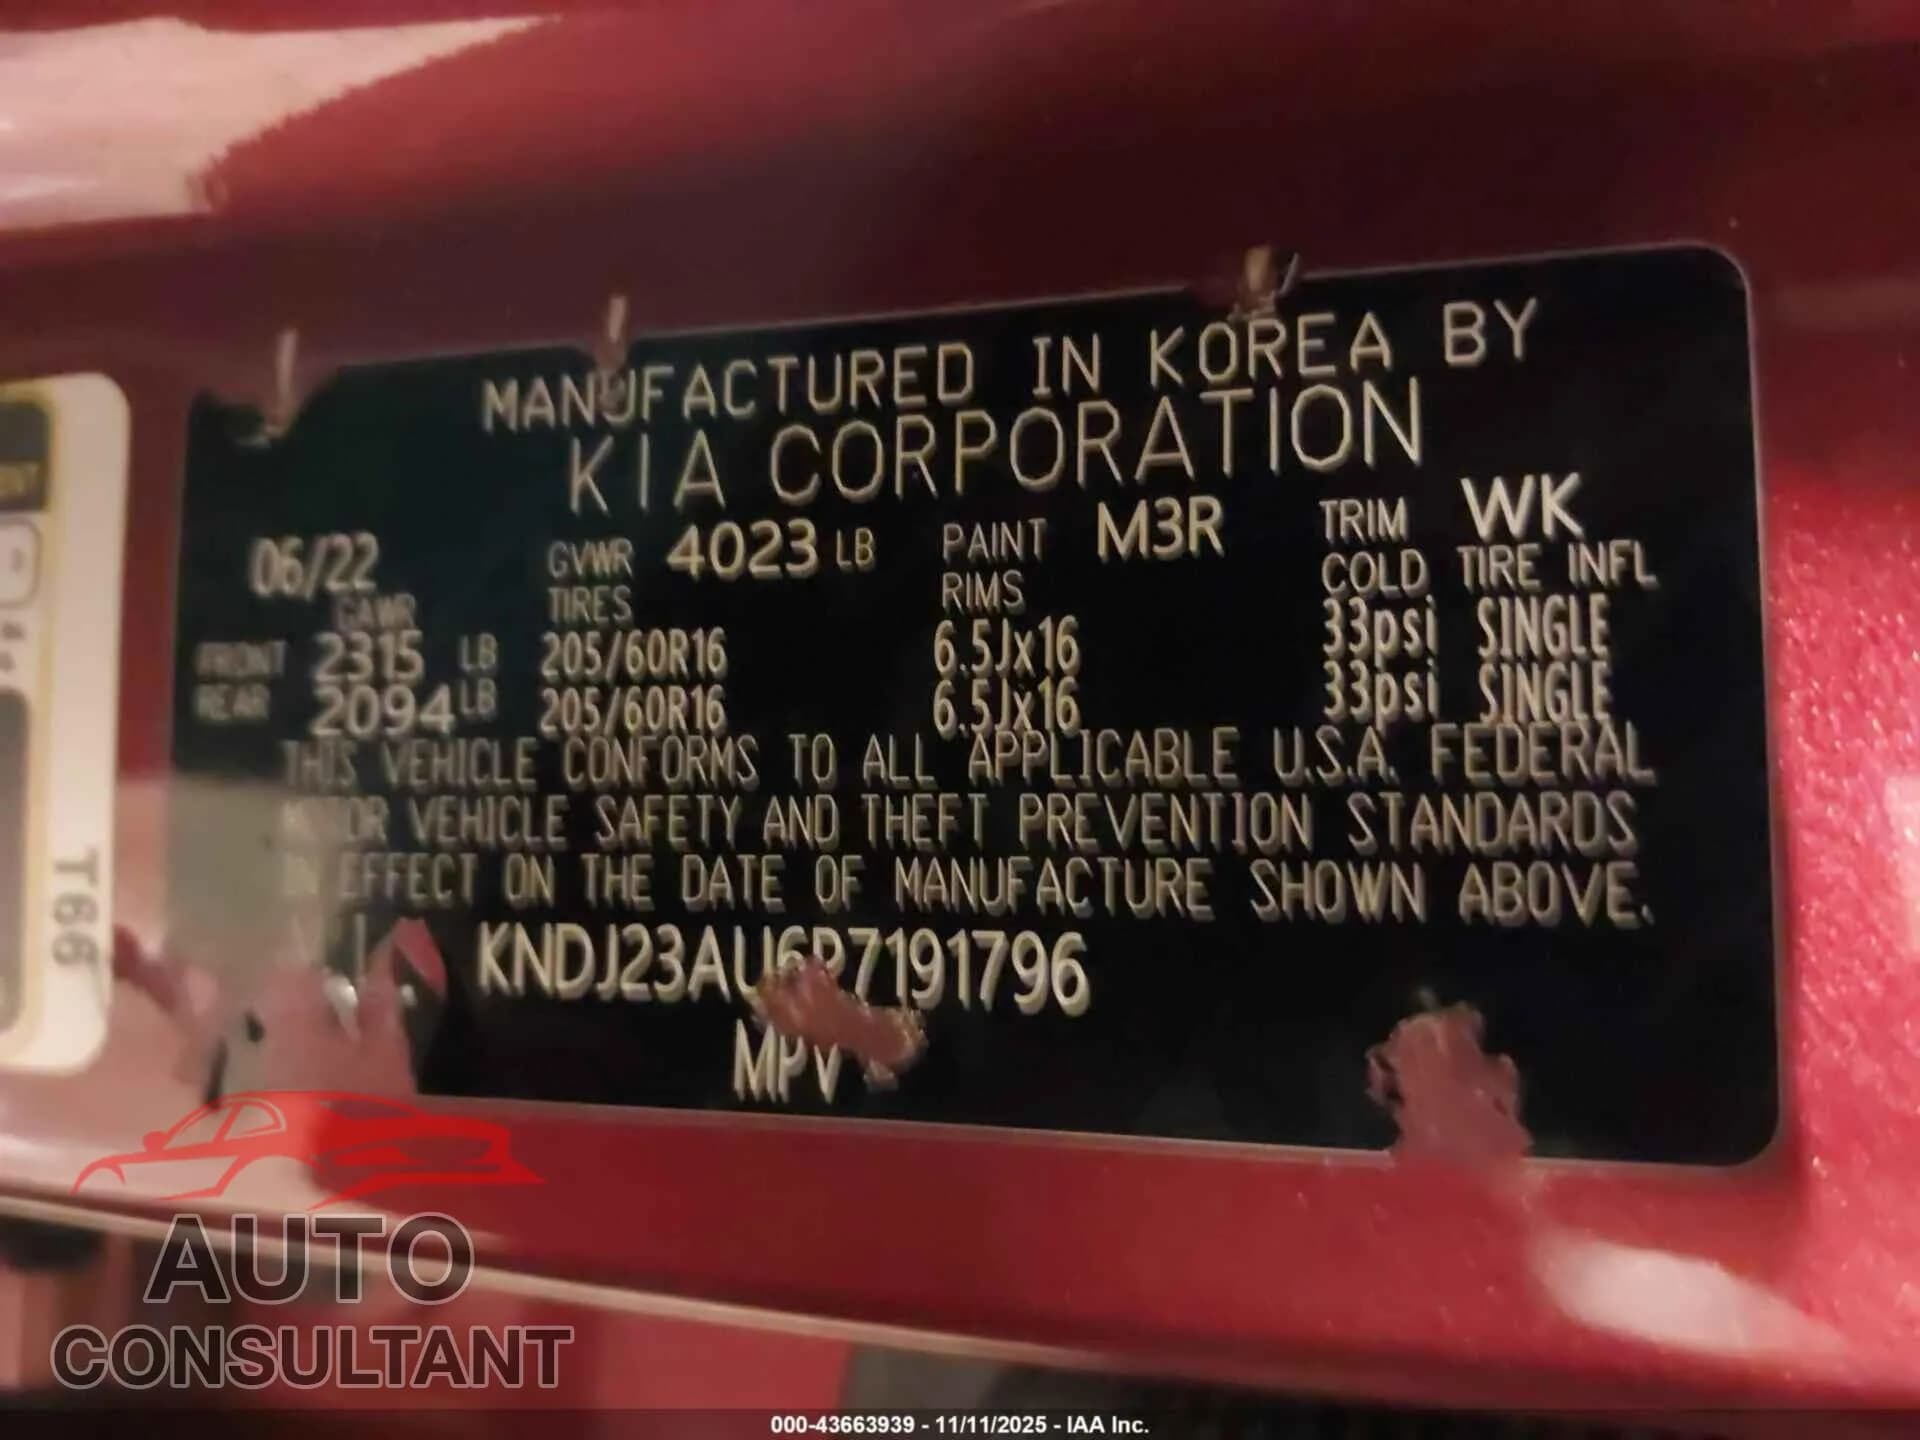 MANUFACTURED IN KOREA BY
KIA CORPORATION
06/22 GVWR 4023 LB PAINT M3R TRIM WK
GAWR TIRES RIMS COLD TIRE INFL
FRONT 2315 LB 205/60R16 6.5Jx16 33psi SINGLE
REAR 2094 LB 205/60R16 6.5Jx16 33psi SINGLE
THIS VEHICLE CONFORMS TO ALL APPLICABLE U.S.A. FEDERAL
MOTOR VEHICLE SAFETY AND THEFT PREVENTION STANDARDS
IN EFFECT ON THE DATE OF MANUFACTURE SHOWN ABOVE.
MPV
T66
AUTO
CONSULTANT
000-43663939 - 11/11/2025 - IAA Inc.